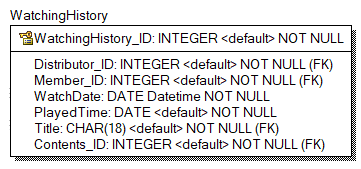 WatchingHistory
WatchingHistory_ID: INTEGER <default> NOT NULL
Distributor_ID: INTEGER <default> NOT NULL (FK)
Member_ID: INTEGER <default> NOT NULL (FK)
WatchDate: DATE Datetime NOT NULL
PlayedTime: DATE <default> NOT NULL
Title: CHAR(18) <default> NOT NULL (FK)
Contents_ID: INTEGER <default> NOT NULL (FK)